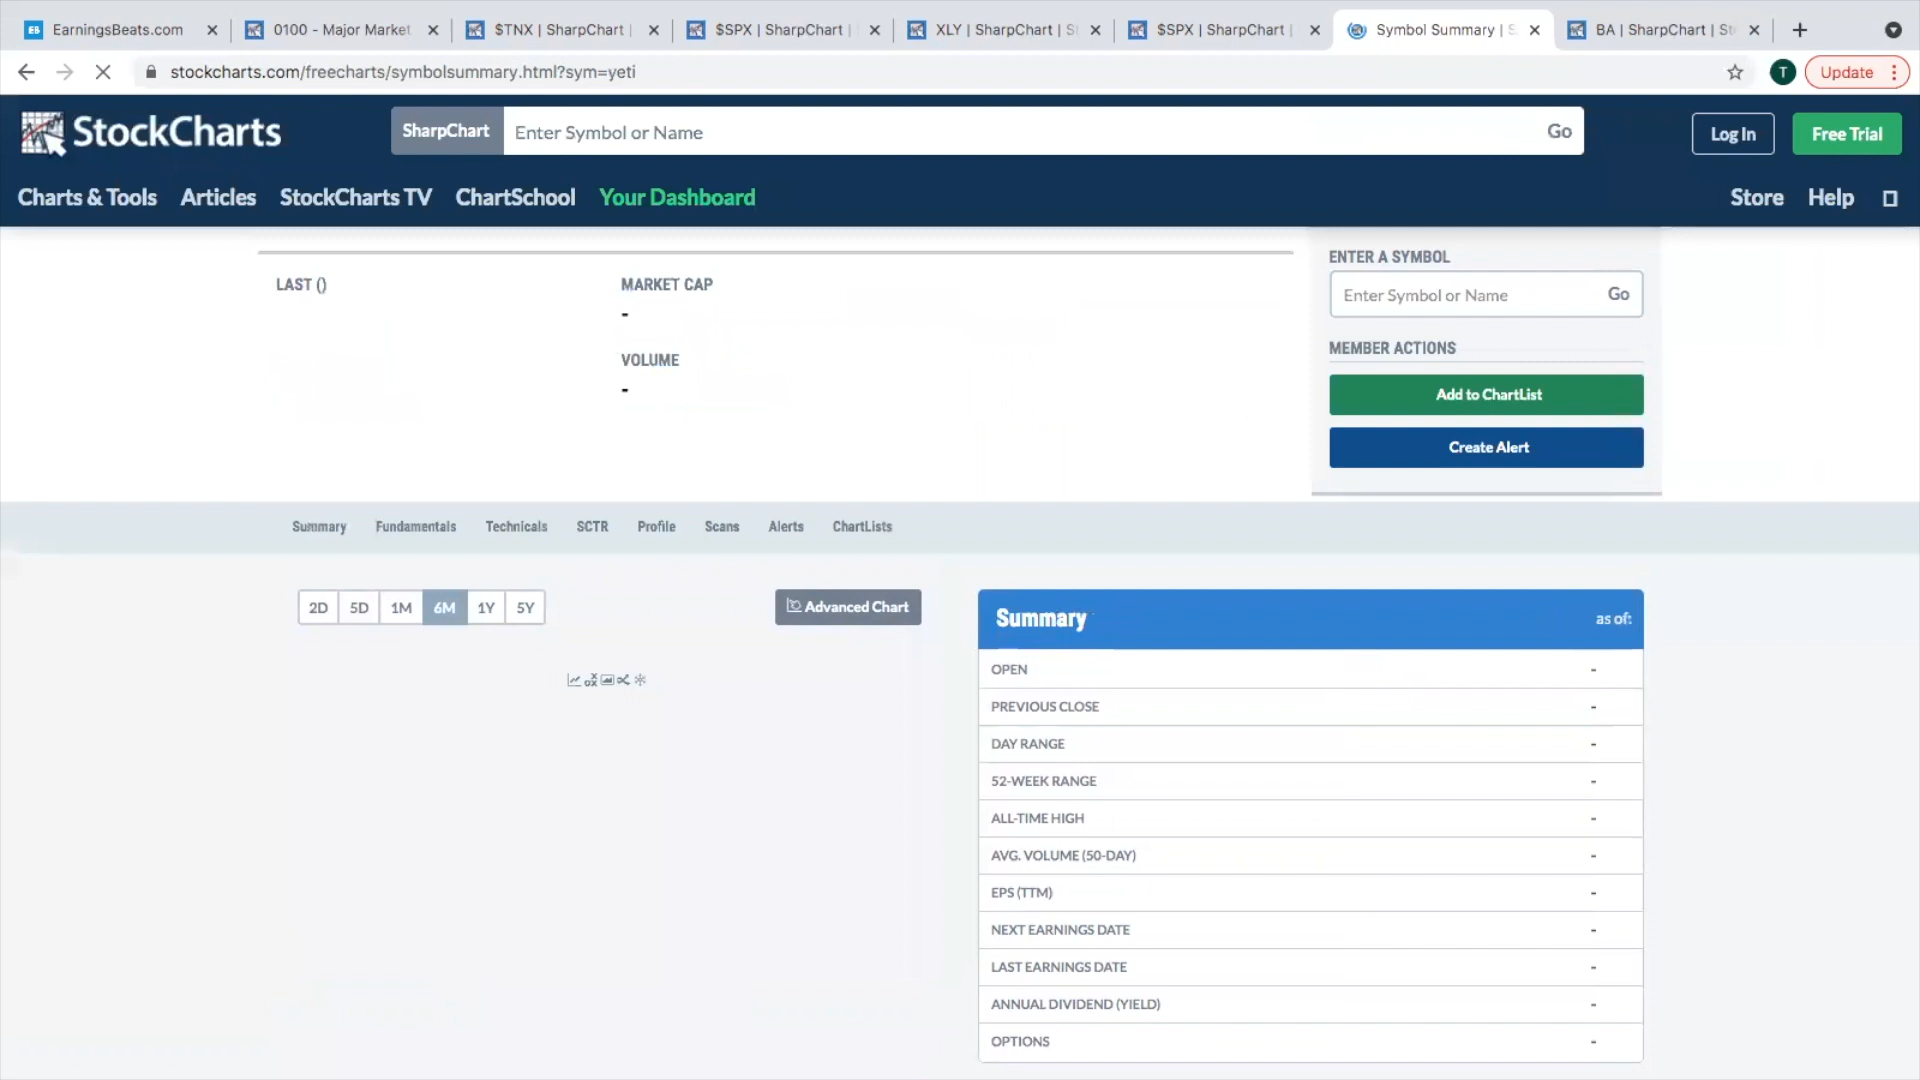 EB EarningsBeats.com
0100 - Major Market
$TNX | SharpChart |
$SPX | SharpChart |
XLY | SharpChart | St
$SPX | SharpChart |
Symbol Summary | S
BA | SharpChart | Sto
stockcharts.com/freecharts/symbolsummary.html?sym=yeti
T
Update
StockCharts
SharpChart
Enter Symbol or Name
Go
Log In
Free Trial
Charts & Tools
Articles
StockCharts TV
ChartSchool
Your Dashboard
Store
Help
LAST ()
MARKET CAP
-
VOLUME
-
ENTER A SYMBOL
Enter Symbol or Name
Go
MEMBER ACTIONS
Add to ChartList
Create Alert
Summary
Fundamentals
Technicals
SCTR
Profile
Scans
Alerts
ChartLists
2D 5D 1M 6M 1Y 5Y
Advanced Chart
Summary as of:
OPEN -
PREVIOUS CLOSE -
DAY RANGE -
52-WEEK RANGE -
ALL-TIME HIGH -
AVG. VOLUME (50-DAY) -
EPS (TTM) -
NEXT EARNINGS DATE -
LAST EARNINGS DATE -
ANNUAL DIVIDEND (YIELD) -
OPTIONS -